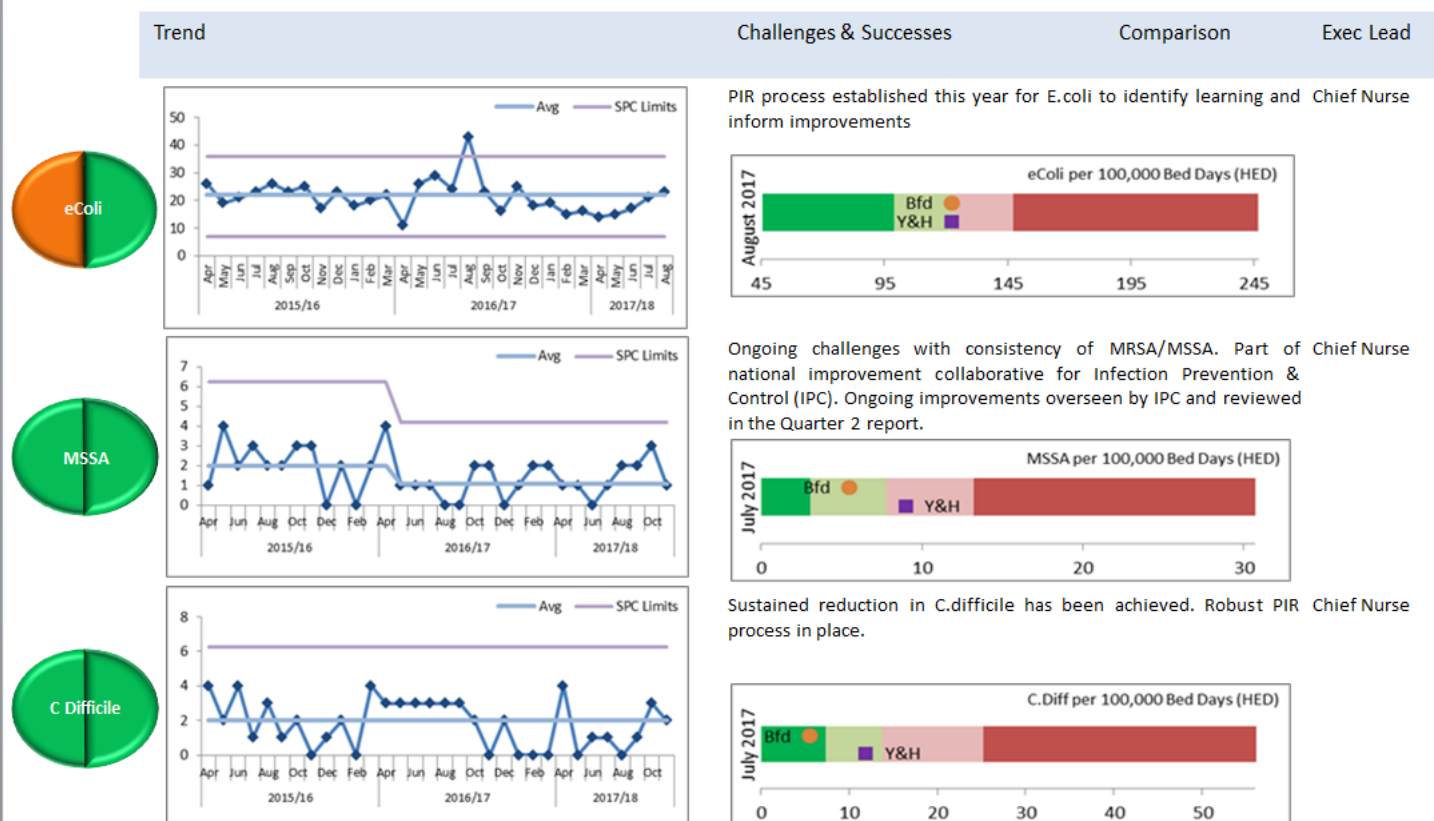 Trend Challenges & Successes Comparison Exec Lead
eColi
Avg SPC Limits
50
40
30
20
10
0
Apr May Jun Jul Aug Sep Oct Nov Dec Jan Feb Mar Apr May Jun Jul Aug Sep Oct Nov Dec Jan Feb Mar Apr May Jun Jul Aug
2015/16 2016/17 2017/18
PIR process established this year for E.coli to identify learning and Chief Nurse
inform improvements
eColi per 100,000 Bed Days (HED)
August 2017
Bfd
Y&H
45 95 145 195 245
MSSA
Avg SPC Limits
7
6
5
4
3
2
1
0
Apr Jun Aug Oct Dec Feb Apr Jun Aug Oct Dec Feb Apr Jun Aug Oct
2015/16 2016/17 2017/18
Ongoing challenges with consistency of MRSA/MSSA. Part of Chief Nurse
national improvement collaborative for Infection Prevention &
Control (IPC). Ongoing improvements overseen by IPC and reviewed
in the Quarter 2 report.
MSSA per 100,000 Bed Days (HED)
July 2017
Bfd
Y&H
0 10 20 30
C Difficile
Avg SPC Limits
8
6
4
2
0
Apr Jun Aug Oct Dec Feb Apr Jun Aug Oct Dec Feb Apr Jun Aug Oct
2015/16 2016/17 2017/18
Sustained reduction in C.difficile has been achieved. Robust PIR Chief Nurse
process in place.
C.Diff per 100,000 Bed Days (HED)
July 2017
Bfd
Y&H
0 10 20 30 40 50